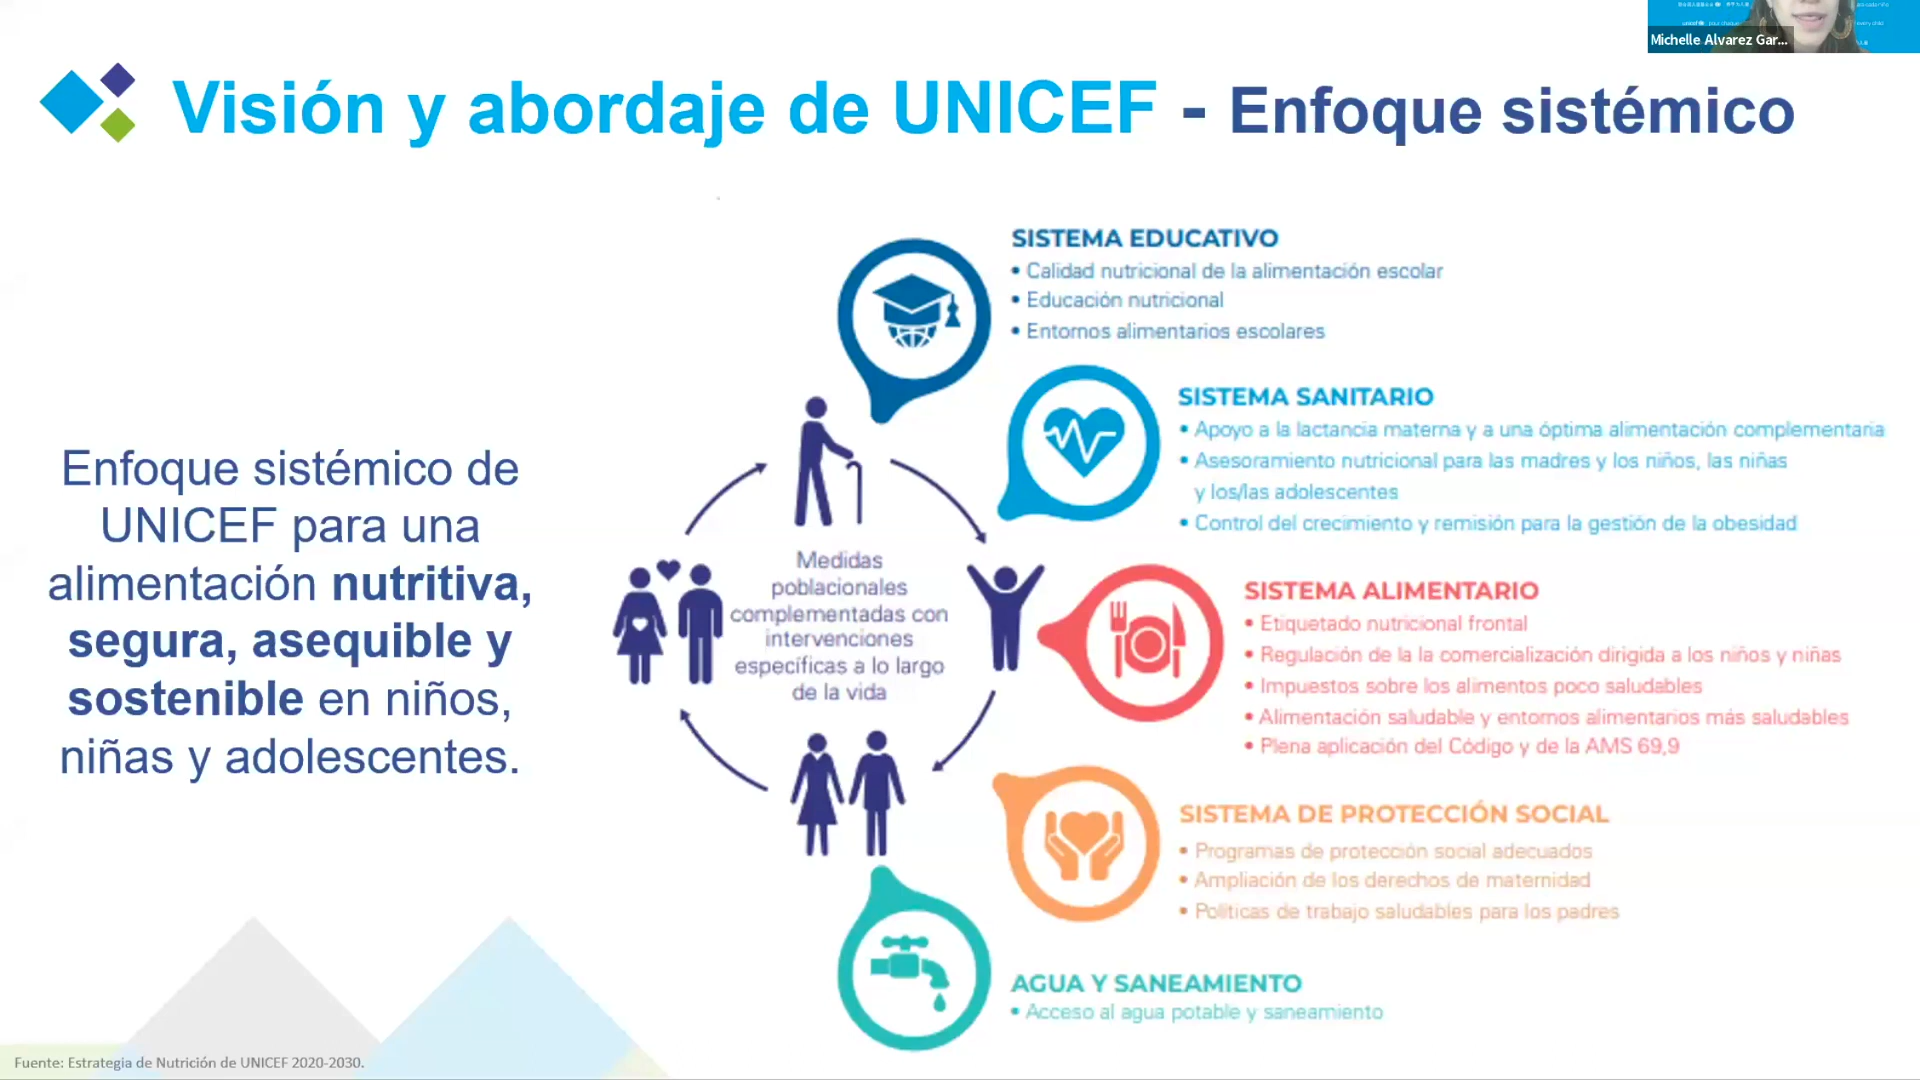 Michelle Alvarez Gar...
Visión y abordaje de UNICEF - Enfoque sistémico
Enfoque sistémico de
UNICEF para una
alimentación nutritiva,
segura, asequible y
sostenible en niños,
niñas y adolescentes.
Medidas
poblacionales
complementadas con
intervenciones
específicas a lo largo
de la vida
SISTEMA EDUCATIVO
• Calidad nutricional de la alimentación escolar
• Educación nutricional
• Entornos alimentarios escolares
SISTEMA SANITARIO
• Apoyo a la lactancia materna y a una óptima alimentación complementaria
• Asesoramiento nutricional para las madres y los niños, las niñas
y los/las adolescentes
• Control del crecimiento y remisión para la gestión de la obesidad
SISTEMA ALIMENTARIO
• Etiquetado nutricional frontal
• Regulación de la la comercialización dirigida a los niños y niñas
• Impuestos sobre los alimentos poco saludables
• Alimentación saludable y entornos alimentarios más saludables
• Plena aplicación del Código y de la AMS 69,9
SISTEMA DE PROTECCIÓN SOCIAL
• Programas de protección social adecuados
• Ampliación de los derechos de maternidad
• Políticas de trabajo saludables para los padres
AGUA Y SANEAMIENTO
• Acceso al agua potable y saneamiento
Fuente: Estrategia de Nutrición de UNICEF 2020-2030.